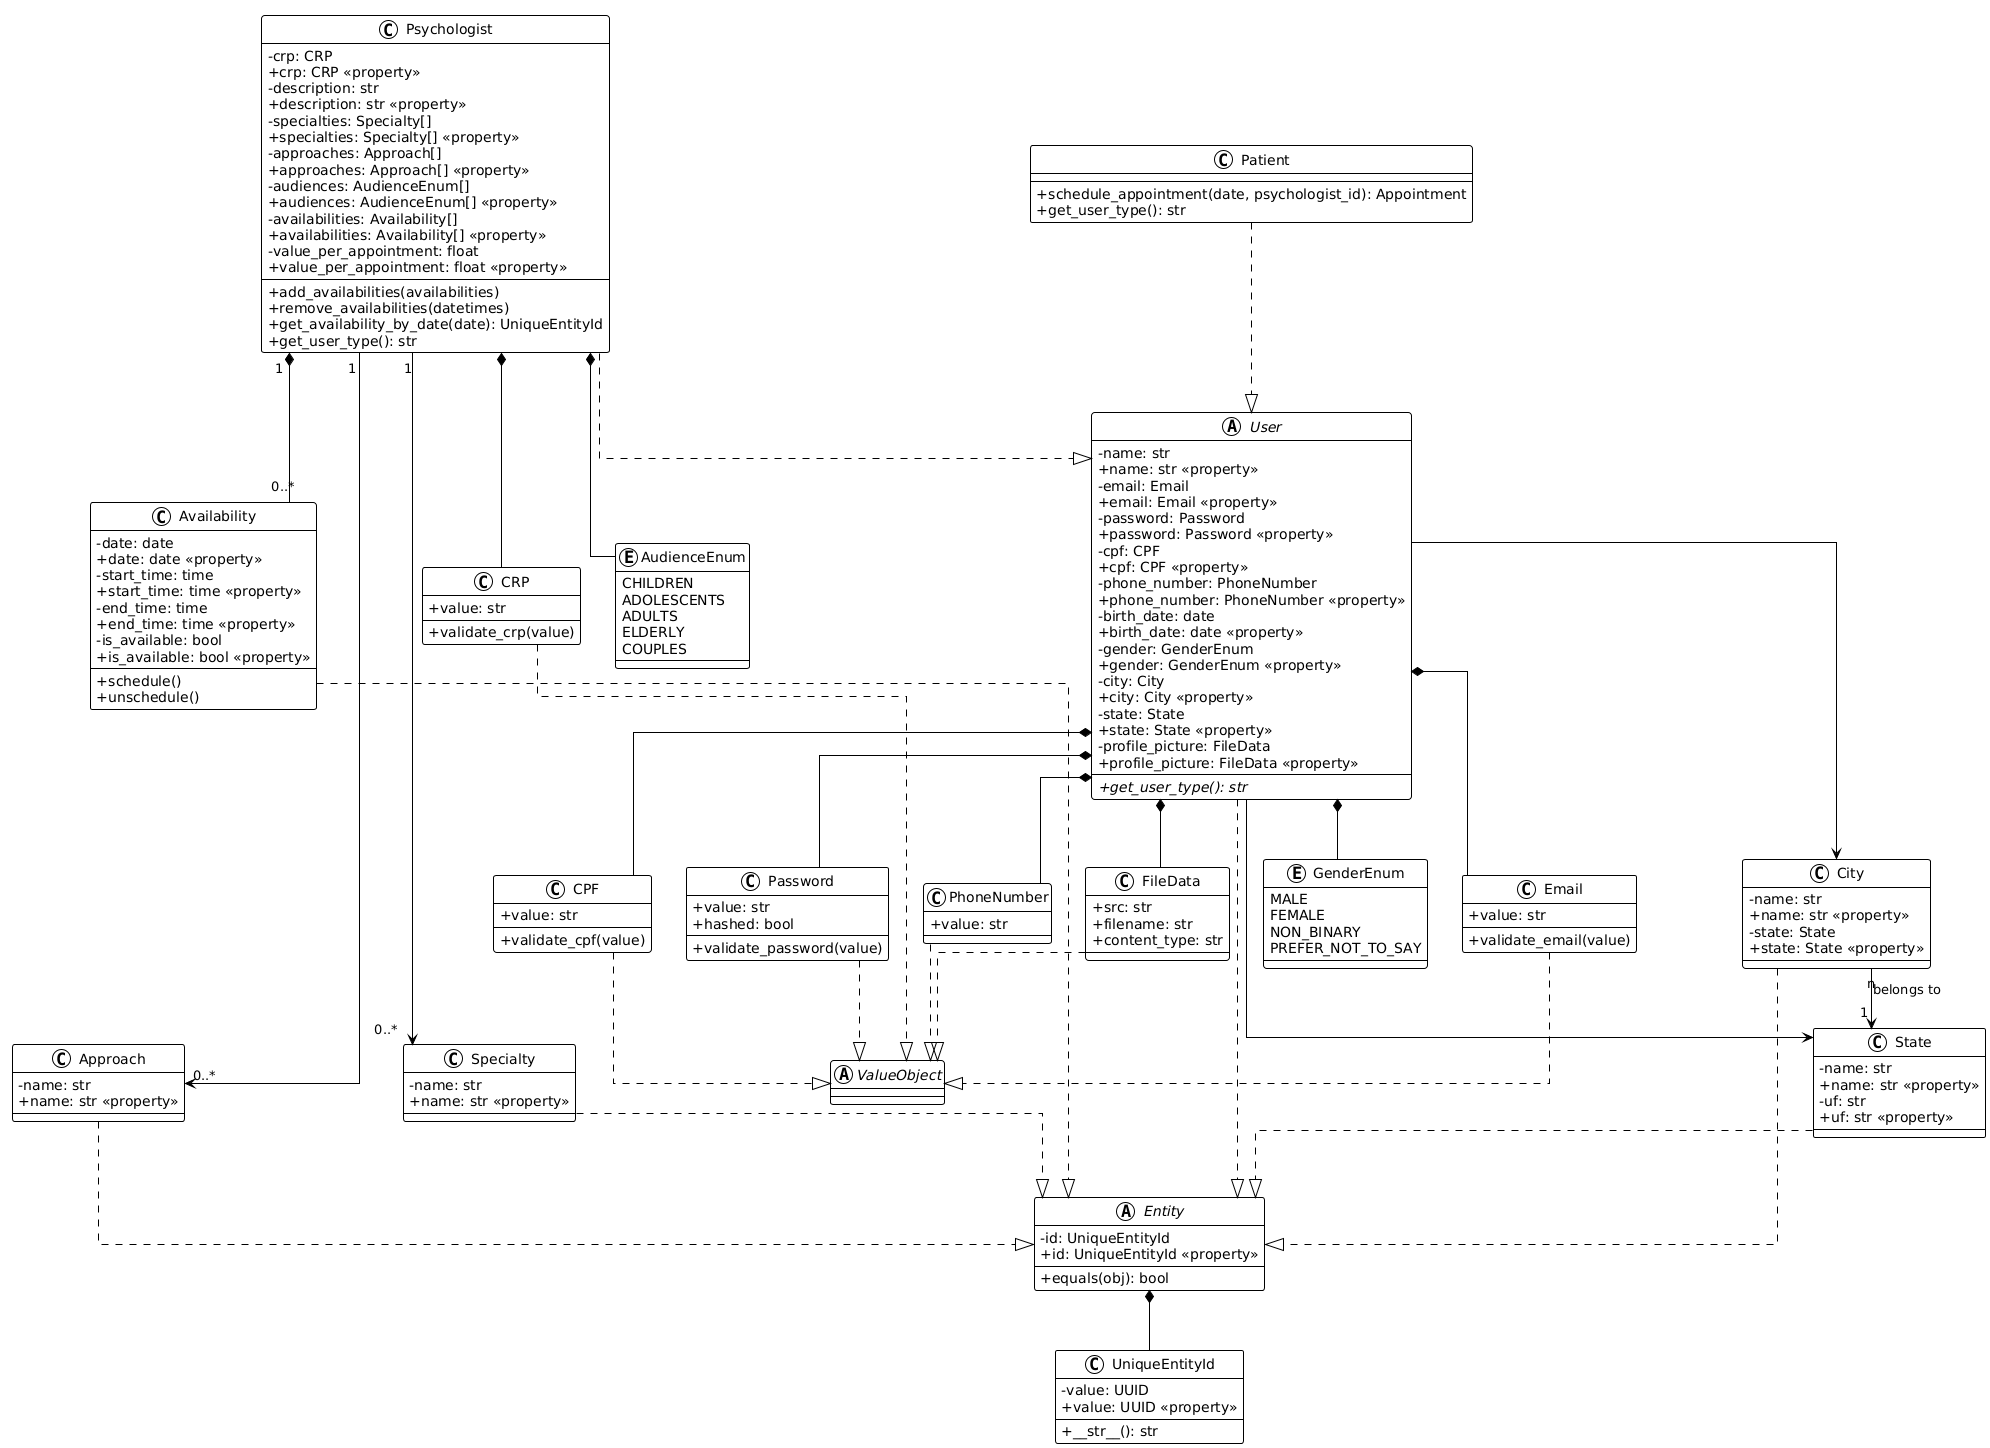 C Psychologist
-crp: CRP
+crp: CRP «property»
-description: str
+description: str «property»
-specialties: Specialty[]
+specialties: Specialty[] «property»
-approaches: Approach[]
+approaches: Approach[] «property»
-audiences: AudienceEnum[]
+audiences: AudienceEnum[] «property»
-availabilities: Availability[]
+availabilities: Availability[] «property»
-value_per_appointment: float
+value_per_appointment: float «property»
+add_availabilities(availabilities)
+remove_availabilities(datetimes)
+get_availability_by_date(date): UniqueEntityId
+get_user_type(): str
C Patient
+schedule_appointment(date, psychologist_id): Appointment
+get_user_type(): str
1
1
1
0..*
A User
-name: str
+name: str «property»
-email: Email
+email: Email «property»
-password: Password
+password: Password «property»
-cpf: CPF
+cpf: CPF «property»
-phone_number: PhoneNumber
+phone_number: PhoneNumber «property»
-birth_date: date
+birth_date: date «property»
-gender: GenderEnum
+gender: GenderEnum «property»
-city: City
+city: City «property»
-state: State
+state: State «property»
-profile_picture: FileData
+profile_picture: FileData «property»
+get_user_type(): str
C Availability
-date: date
+date: date «property»
-start_time: time
+start_time: time «property»
-end_time: time
+end_time: time «property»
-is_available: bool
+is_available: bool «property»
+schedule()
+unschedule()
C CRP
+value: str
+validate_crp(value)
E AudienceEnum
CHILDREN
ADOLESCENTS
ADULTS
ELDERLY
COUPLES
C CPF
+value: str
+validate_cpf(value)
C Password
+value: str
+hashed: bool
+validate_password(value)
C PhoneNumber
+value: str
C FileData
+src: str
+filename: str
+content_type: str
E GenderEnum
MALE
FEMALE
NON_BINARY
PREFER_NOT_TO_SAY
C Email
+value: str
+validate_email(value)
C City
-name: str
+name: str «property»
-state: State
+state: State «property»
n
belongs to
1
0..*
0..*
C Approach
-name: str
+name: str «property»
C Specialty
-name: str
+name: str «property»
A ValueObject
C State
-name: str
+name: str «property»
-uf: str
+uf: str «property»
A Entity
-id: UniqueEntityId
+id: UniqueEntityId «property»
+equals(obj): bool
C UniqueEntityId
-value: UUID
+value: UUID «property»
+__str__(): str